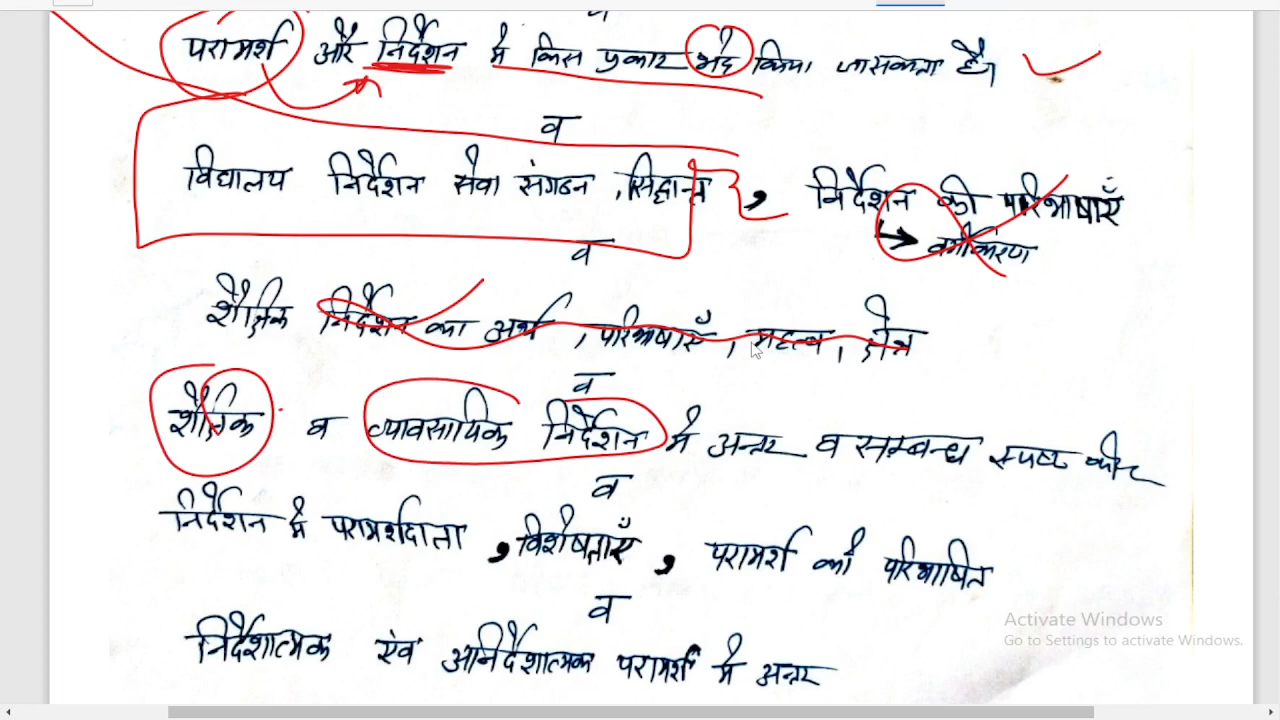 व
परामर्श और निर्देशन मे किस प्रकार भेद किया जासकता है।
व
विद्यालय निर्देशन सेवा संगठन , सिद्धान्त , निर्देशन की परिभाषाएँ
वर्गीकरण
व
शैक्षिक निर्देशन का अर्थ , परिभाषाएँ , महत्व , क्षेत्र
व
शैक्षिक व व्यावसायिक निर्देशन मे अन्तर व सम्बन्ध स्पष्ट
व
निर्देशन मे परामर्शदाता , विशेषताएँ , परामर्श को परिभाषित
व
निर्देशात्मक एंव अनिर्देशात्मक परामर्श मे अन्तर
Activate Windows
Go to Settings to activate Windows.